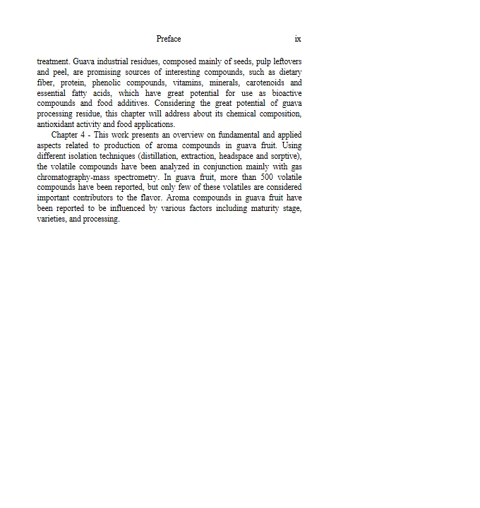 Preface ix
treatment. Guava industrial residues, composed mainly of seeds, pulp leftovers
and peel, are promising sources of interesting compounds, such as dietary
fiber, protein, phenolic compounds, vitamins, minerals, carotenoids and
essential fatty acids, which have great potential for use as bioactive
compounds and food additives. Considering the great potential of guava
processing residue, this chapter will address about its chemical composition,
antioxidant activity and food applications.
Chapter 4 - This work presents an overview on fundamental and applied
aspects related to production of aroma compounds in guava fruit. Using
different isolation techniques (distillation, extraction, headspace and sorptive),
the volatile compounds have been analyzed in conjunction mainly with gas
chromatography-mass spectrometry. In guava fruit, more than 500 volatile
compounds have been reported, but only few of these volatiles are considered
important contributors to the flavor. Aroma compounds in guava fruit have
been reported to be influenced by various factors including maturity stage,
varieties, and processing.